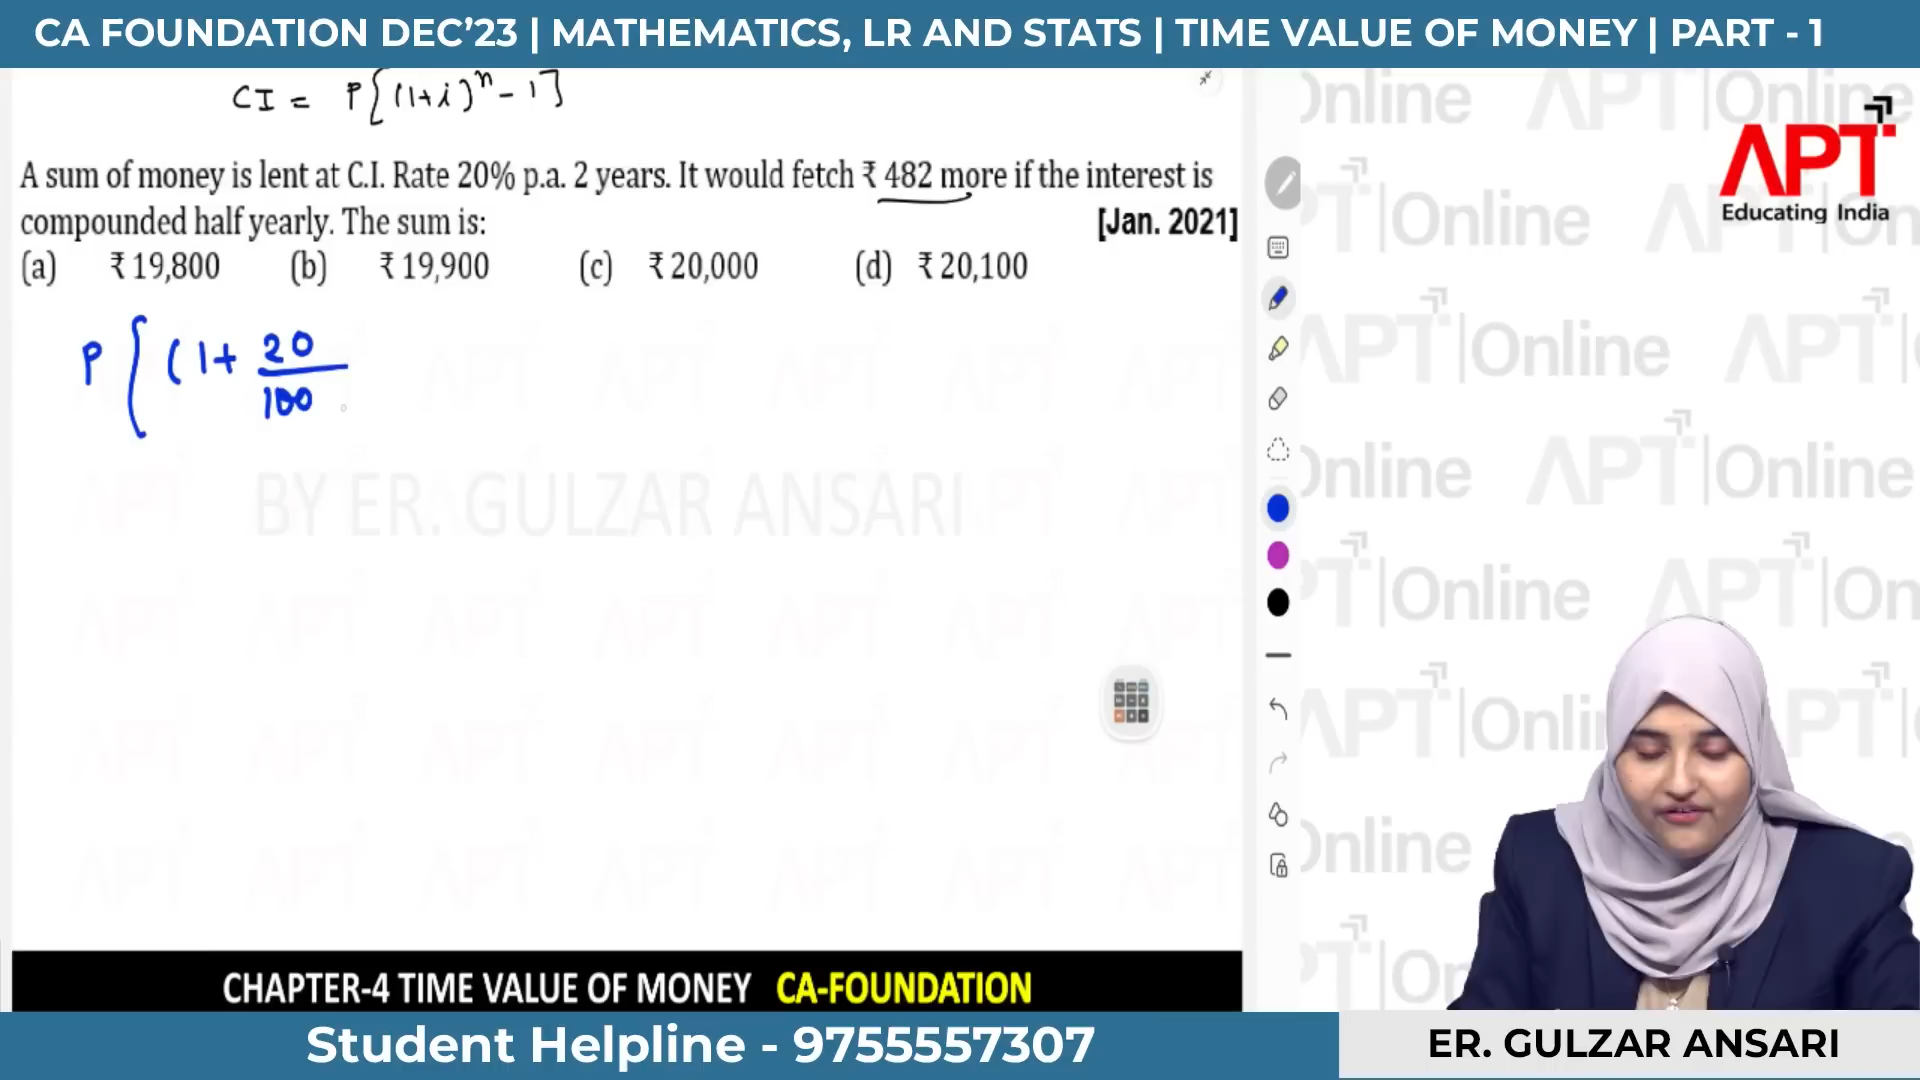 CA FOUNDATION DEC’23 | MATHEMATICS, LR AND STATS | TIME VALUE OF MONEY | PART - 1
CI = P[(1+i)^n - 1]
A sum of money is lent at C.I. Rate 20% p.a. 2 years. It would fetch ₹ 482 more if the interest is
compounded half yearly. The sum is: [Jan. 2021]
(a) ₹ 19,800 (b) ₹ 19,900 (c) ₹ 20,000 (d) ₹ 20,100
P [ (1+ 20/100
BY ER. GULZAR ANSARI
APT
Educating India
APT|Online
CHAPTER-4 TIME VALUE OF MONEY CA-FOUNDATION
Student Helpline - 9755557307
ER. GULZAR ANSARI